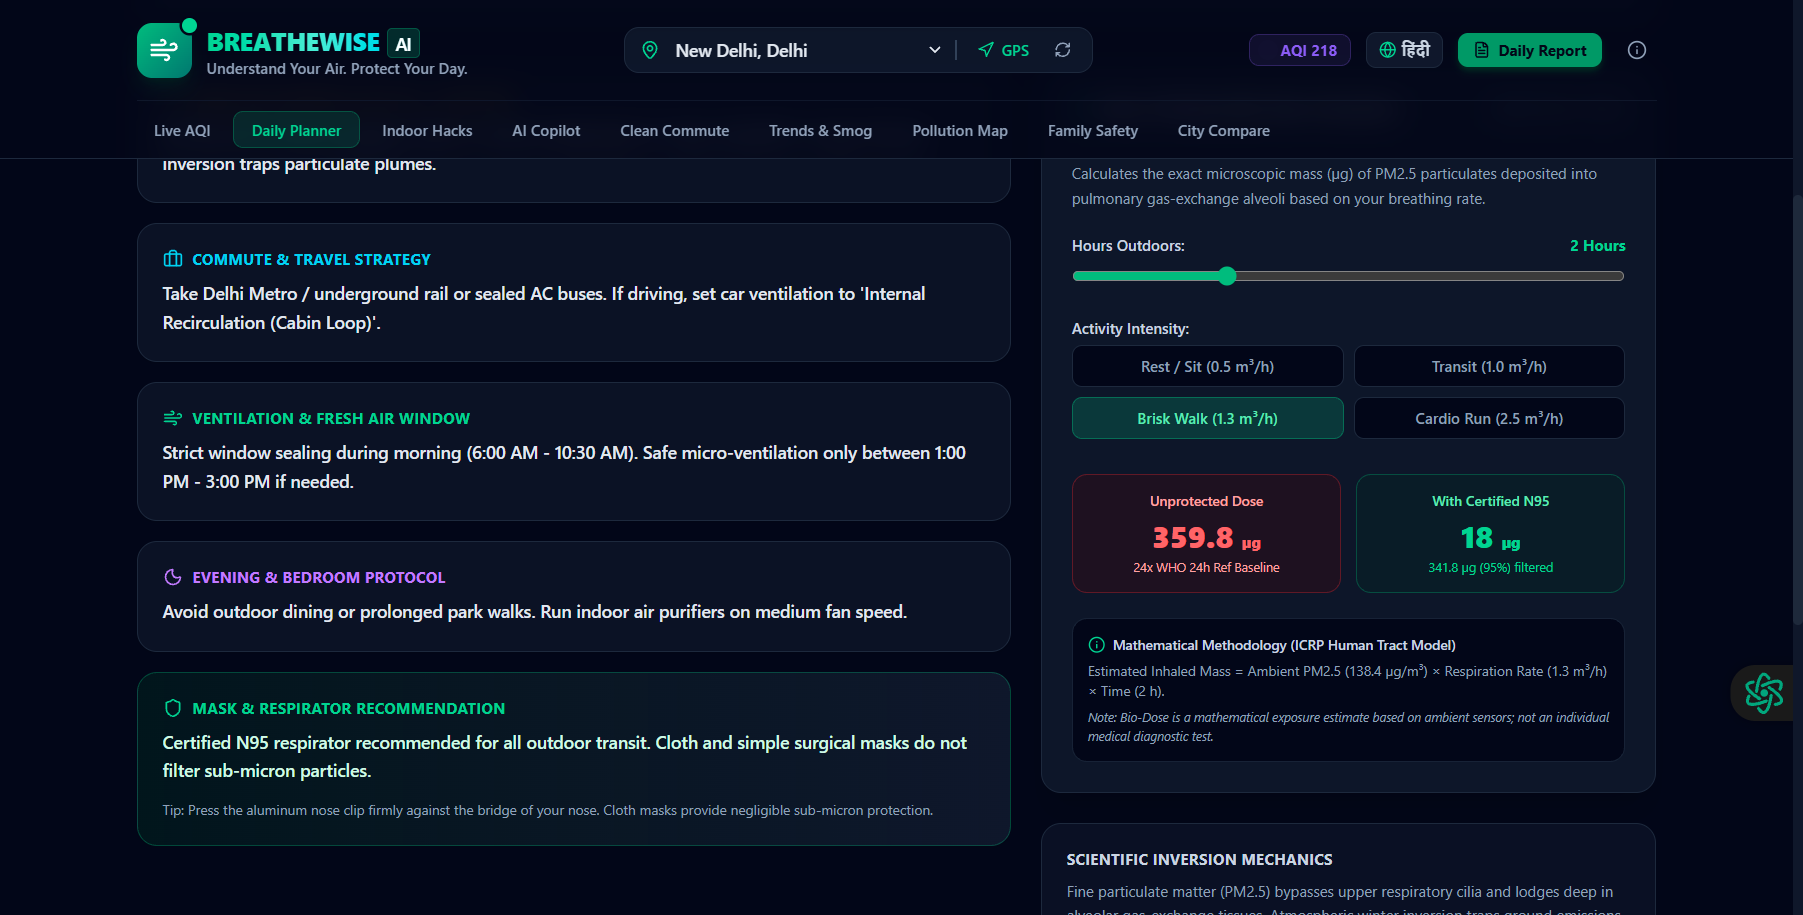 BREATHEWISE AI
Understand Your Air. Protect Your Day.
New Delhi, Delhi
GPS
AQI 218
हिंदी
Daily Report
Live AQI
Daily Planner
Indoor Hacks
AI Copilot
Clean Commute
Trends & Smog
Pollution Map
Family Safety
City Compare
inversion traps particulate plumes.
COMMUTE & TRAVEL STRATEGY
Take Delhi Metro / underground rail or sealed AC buses. If driving, set car ventilation to 'Internal
Recirculation (Cabin Loop)'.
VENTILATION & FRESH AIR WINDOW
Strict window sealing during morning (6:00 AM - 10:30 AM). Safe micro-ventilation only between 1:00
PM - 3:00 PM if needed.
EVENING & BEDROOM PROTOCOL
Avoid outdoor dining or prolonged park walks. Run indoor air purifiers on medium fan speed.
MASK & RESPIRATOR RECOMMENDATION
Certified N95 respirator recommended for all outdoor transit. Cloth and simple surgical masks do not
filter sub-micron particles.
Tip: Press the aluminum nose clip firmly against the bridge of your nose. Cloth masks provide negligible sub-micron protection.
Calculates the exact microscopic mass (µg) of PM2.5 particulates deposited into
pulmonary gas-exchange alveoli based on your breathing rate.
Hours Outdoors:
2 Hours
Activity Intensity:
Rest / Sit (0.5 m³/h)
Transit (1.0 m³/h)
Brisk Walk (1.3 m³/h)
Cardio Run (2.5 m³/h)
Unprotected Dose
359.8 µg
24x WHO 24h Ref Baseline
With Certified N95
18 µg
341.8 µg (95%) filtered
Mathematical Methodology (ICRP Human Tract Model)
Estimated Inhaled Mass = Ambient PM2.5 (138.4 µg/m³) × Respiration Rate (1.3 m³/h)
× Time (2 h).
Note: Bio-Dose is a mathematical exposure estimate based on ambient sensors; not an individual
medical diagnostic test.
SCIENTIFIC INVERSION MECHANICS
Fine particulate matter (PM2.5) bypasses upper respiratory cilia and lodges deep in
alveolar gas-exchange tissues. Atmospheric winter inversion traps ground emissions